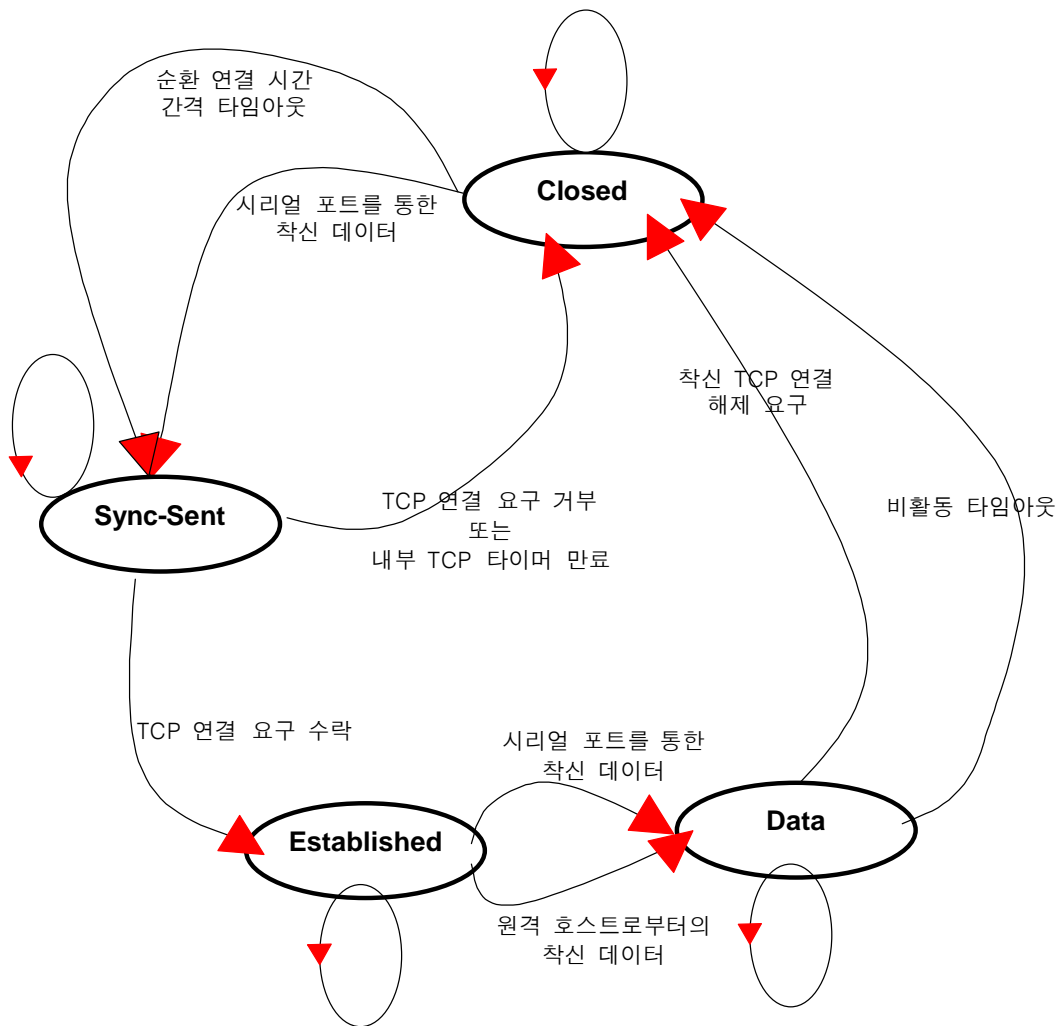 순환 연결 시간
간격 타임아웃
Closed
시리얼 포트를 통한
착신 데이터
착신 TCP 연결
해제 요구
Sync-Sent
TCP 연결 요구 거부
또는
내부 TCP 타이머 만료
비활동 타임아웃
TCP 연결 요구 수락
시리얼 포트를 통한
착신 데이터
Established
Data
원격 호스트로부터의
착신 데이터